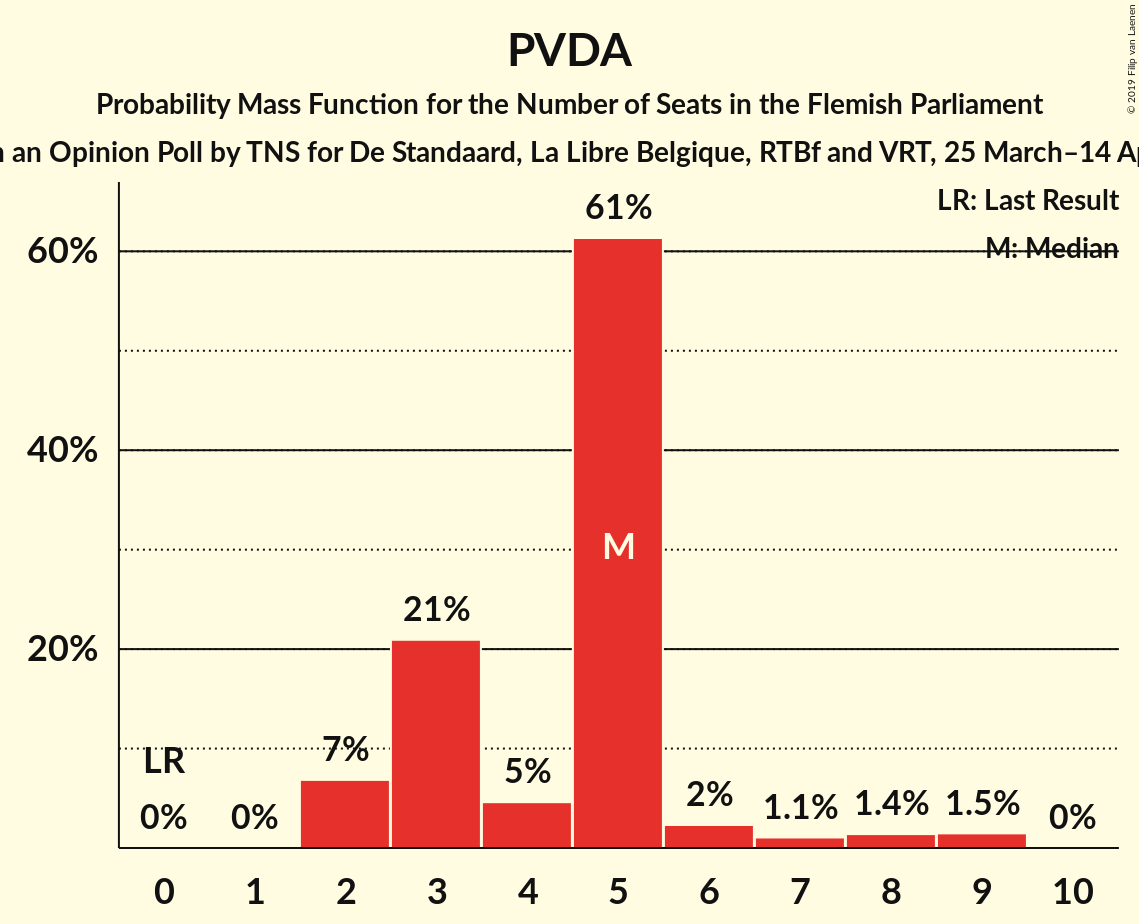 PVDA
Probability Mass Function for the Number of Seats in the Flemish Parliament
an Opinion Poll by TNS for De Standaard, La Libre Belgique, RTBf and VRT, 25 March–14
© 2019 Filip van Laenen
LR: Last Result
M: Median
60%
40%
20%
61%
M
21%
LR
7%
5%
2%
1.1%
1.4%
1.5%
0%
0%
0%
0 1 2 3 4 5 6 7 8 9 10